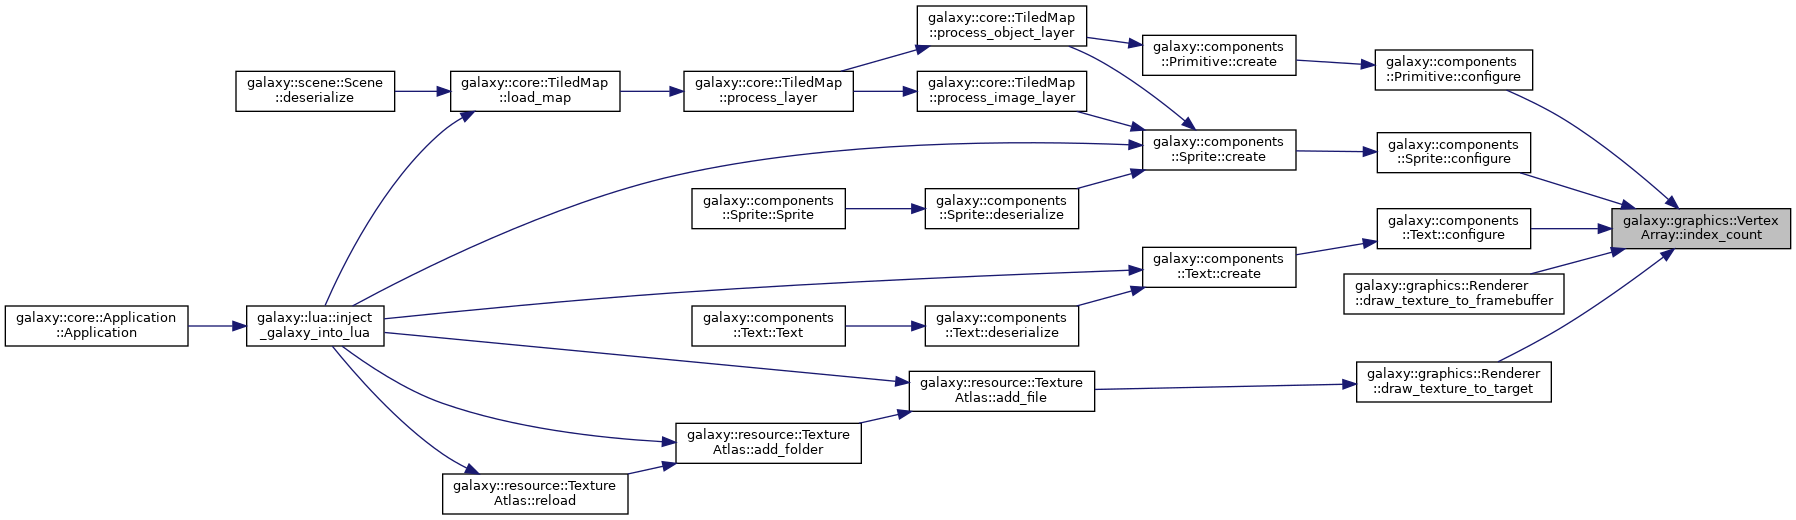 galaxy::core::TiledMap
::process_object_layer
galaxy::components
::Primitive::create
galaxy::components
::Primitive::configure
galaxy::scene::Scene
::deserialize
galaxy::core::TiledMap
::load_map
galaxy::core::TiledMap
::process_layer
galaxy::core::TiledMap
::process_image_layer
galaxy::components
::Sprite::create
galaxy::components
::Sprite::configure
galaxy::components
::Sprite::Sprite
galaxy::components
::Sprite::deserialize
galaxy::components
::Text::configure
galaxy::graphics::Vertex
Array::index_count
galaxy::components
::Text::create
galaxy::graphics::Renderer
::draw_texture_to_framebuffer
galaxy::core::Application
::Application
galaxy::lua::inject
_galaxy_into_lua
galaxy::components
::Text::Text
galaxy::components
::Text::deserialize
galaxy::resource::Texture
Atlas::add_file
galaxy::graphics::Renderer
::draw_texture_to_target
galaxy::resource::Texture
Atlas::add_folder
galaxy::resource::Texture
Atlas::reload